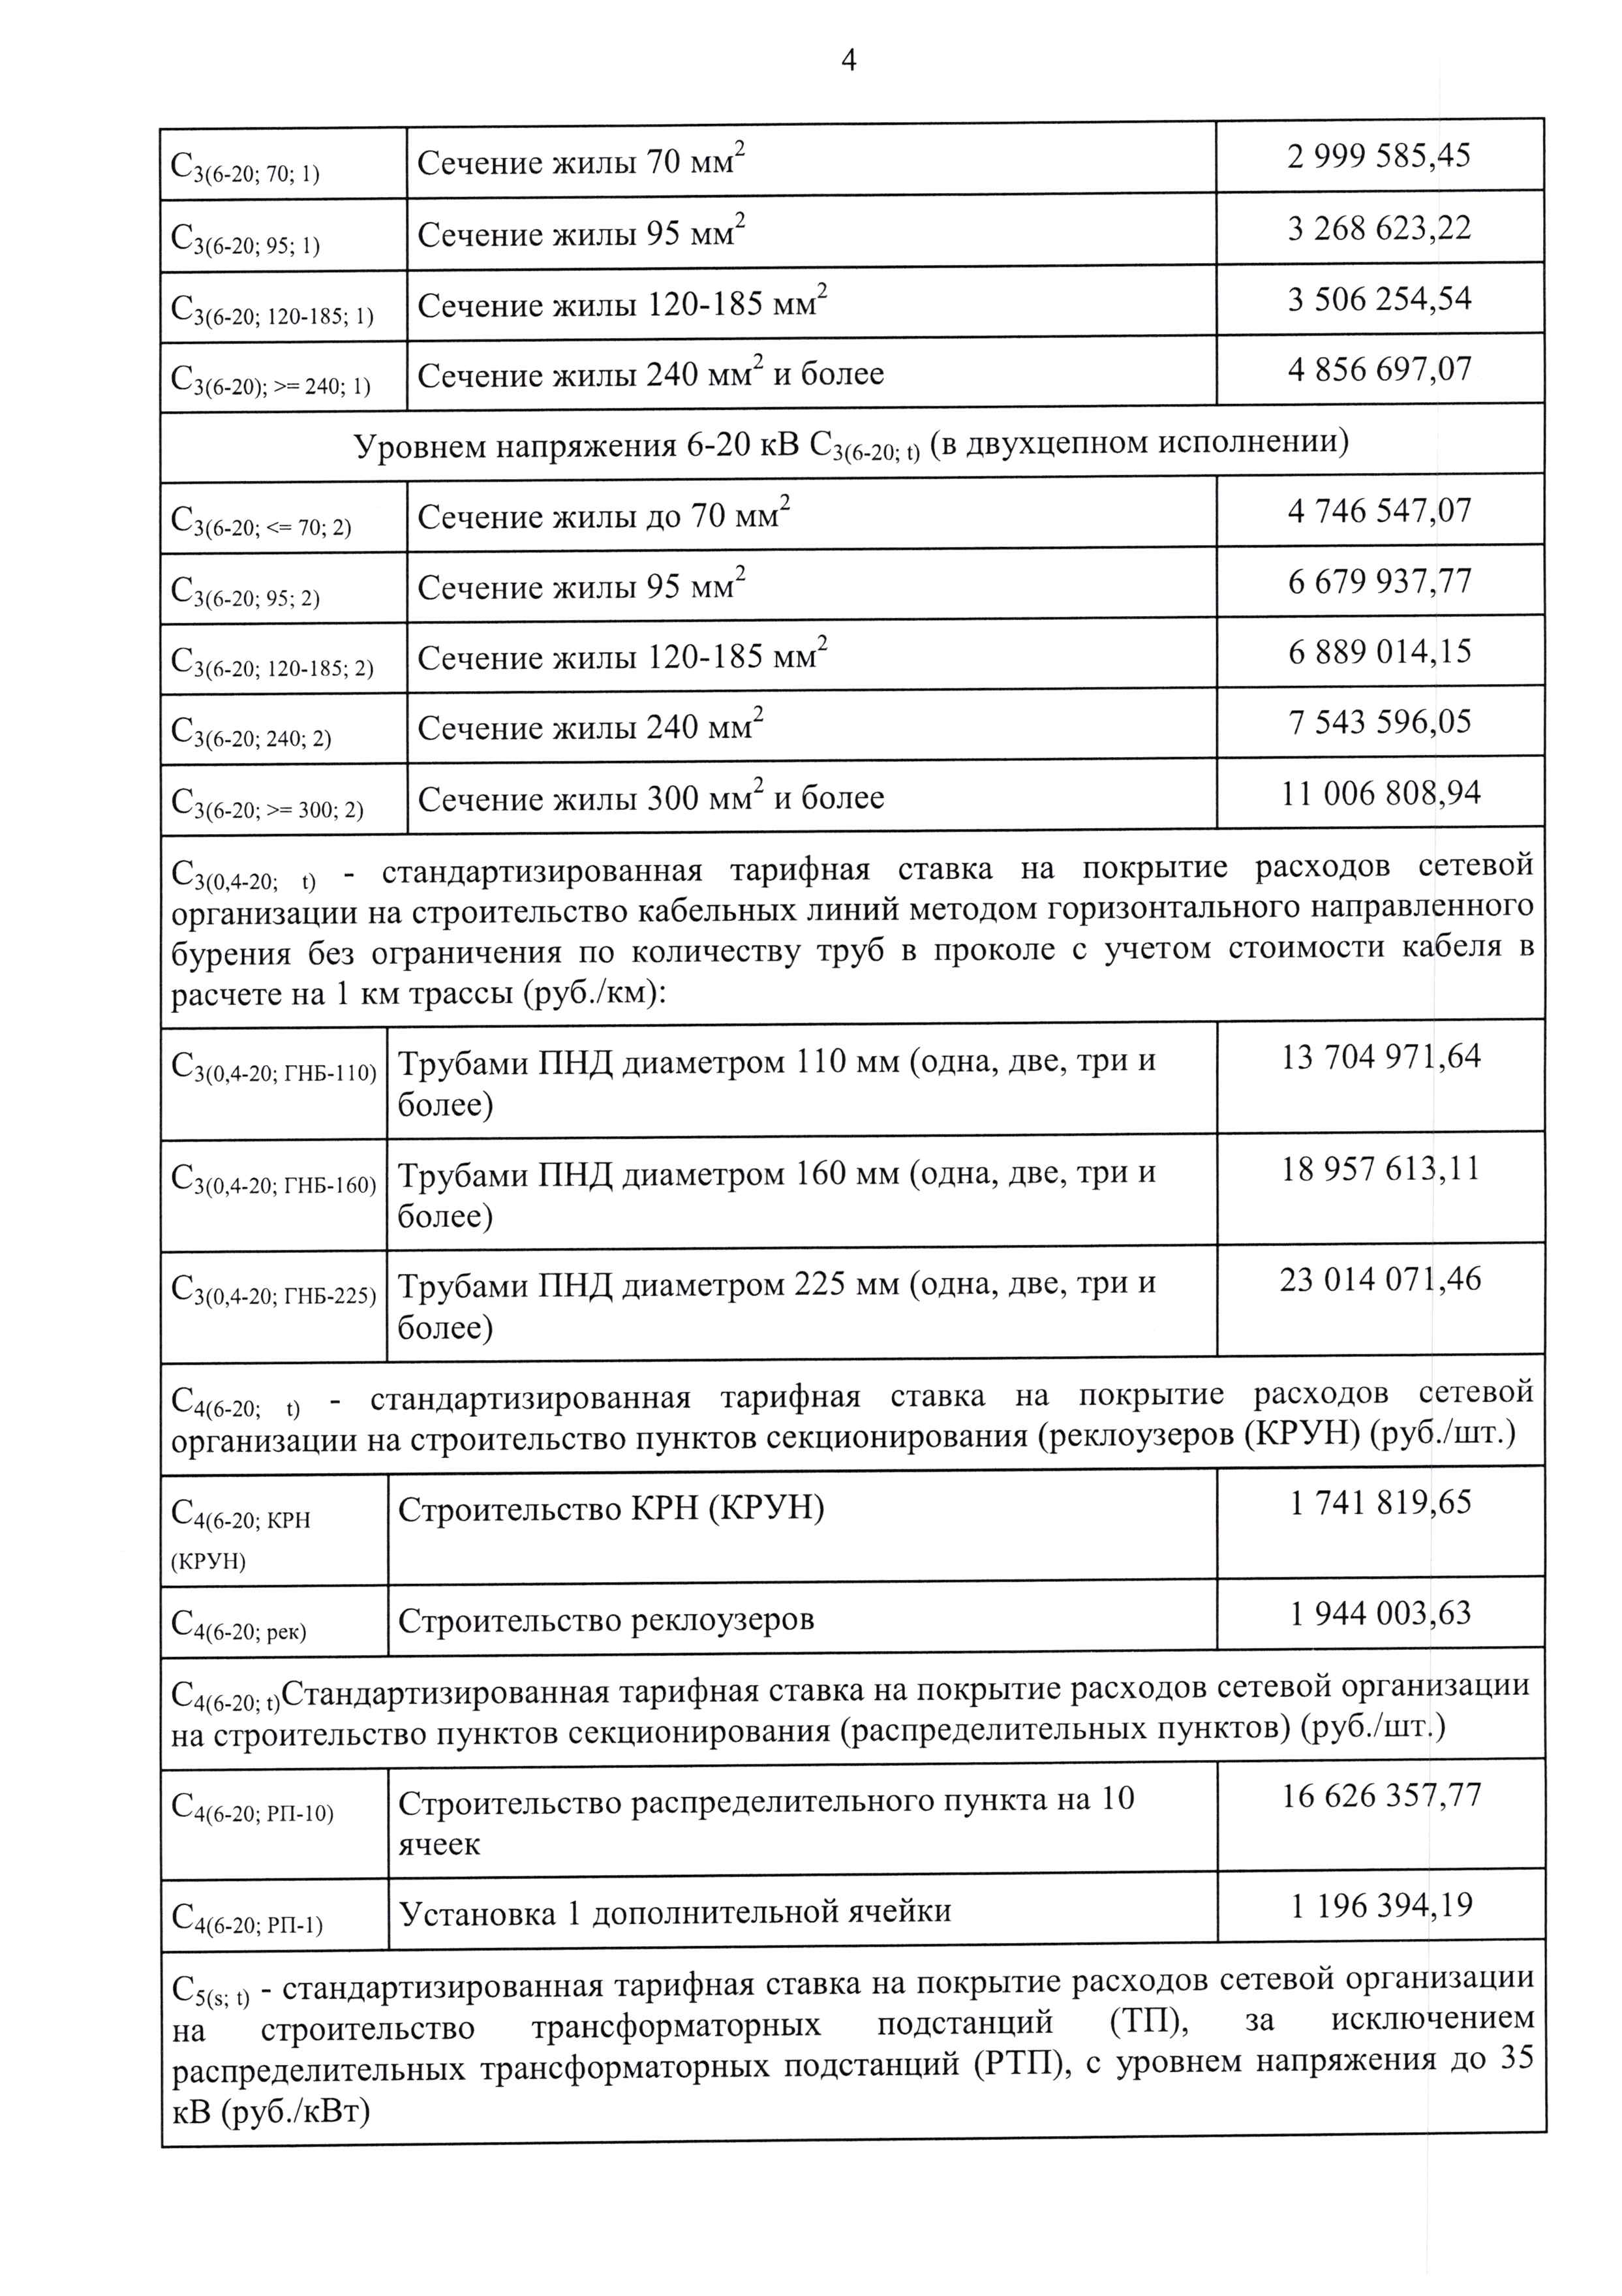 4
С3(6-20; 70; 1) Сечение жилы 70 мм2 2 999 585,45
С3(6-20; 95; 1) Сечение жилы 95 мм2 3 268 623,22
С3(6-20; 120-185; 1) Сечение жилы 120-185 мм2 3 506 254,54
С3(6-20); >= 240; 1) Сечение жилы 240 мм2 и более 4 856 697,07
Уровнем напряжения 6-20 кВ С3(6-20; t) (в двухцепном исполнении)
С3(6-20; <= 70; 2) Сечение жилы до 70 мм2 4 746 547,07
С3(6-20; 95; 2) Сечение жилы 95 мм2 6 679 937,77
С3(6-20; 120-185; 2) Сечение жилы 120-185 мм2 6 889 014,15
С3(6-20; 240; 2) Сечение жилы 240 мм2 7 543 596,05
С3(6-20; >= 300; 2) Сечение жилы 300 мм2 и более 11 006 808,94
С3(0,4-20; t) - стандартизированная тарифная ставка на покрытие расходов сетевой
организации на строительство кабельных линий методом горизонтального направленного
бурения без ограничения по количеству труб в проколе с учетом стоимости кабеля в
расчете на 1 км трассы (руб./км):
С3(0,4-20; ГНБ-110) Трубами ПНД диаметром 110 мм (одна, две, три и 13 704 971,64
более)
С3(0,4-20; ГНБ-160) Трубами ПНД диаметром 160 мм (одна, две, три и 18 957 613,11
более)
С3(0,4-20; ГНБ-225) Трубами ПНД диаметром 225 мм (одна, две, три и 23 014 071,46
более)
С4(6-20; t) - стандартизированная тарифная ставка на покрытие расходов сетевой
организации на строительство пунктов секционирования (реклоузеров (КРУН) (руб./шт.)
С4(6-20; КРН Строительство КРН (КРУН) 1 741 819,65
(КРУН)
С4(6-20; рек) Строительство реклоузеров 1 944 003,63
С4(6-20; t)Стандартизированная тарифная ставка на покрытие расходов сетевой организации
на строительство пунктов секционирования (распределительных пунктов) (руб./шт.)
С4(6-20; РП-10) Строительство распределительного пункта на 10 16 626 357,77
ячеек
С4(6-20; РП-1) Установка 1 дополнительной ячейки 1 196 394,19
С5(s; t) - стандартизированная тарифная ставка на покрытие расходов сетевой организации
на строительство трансформаторных подстанций (ТП), за исключением
распределительных трансформаторных подстанций (РТП), с уровнем напряжения до 35
кВ (руб./кВт)